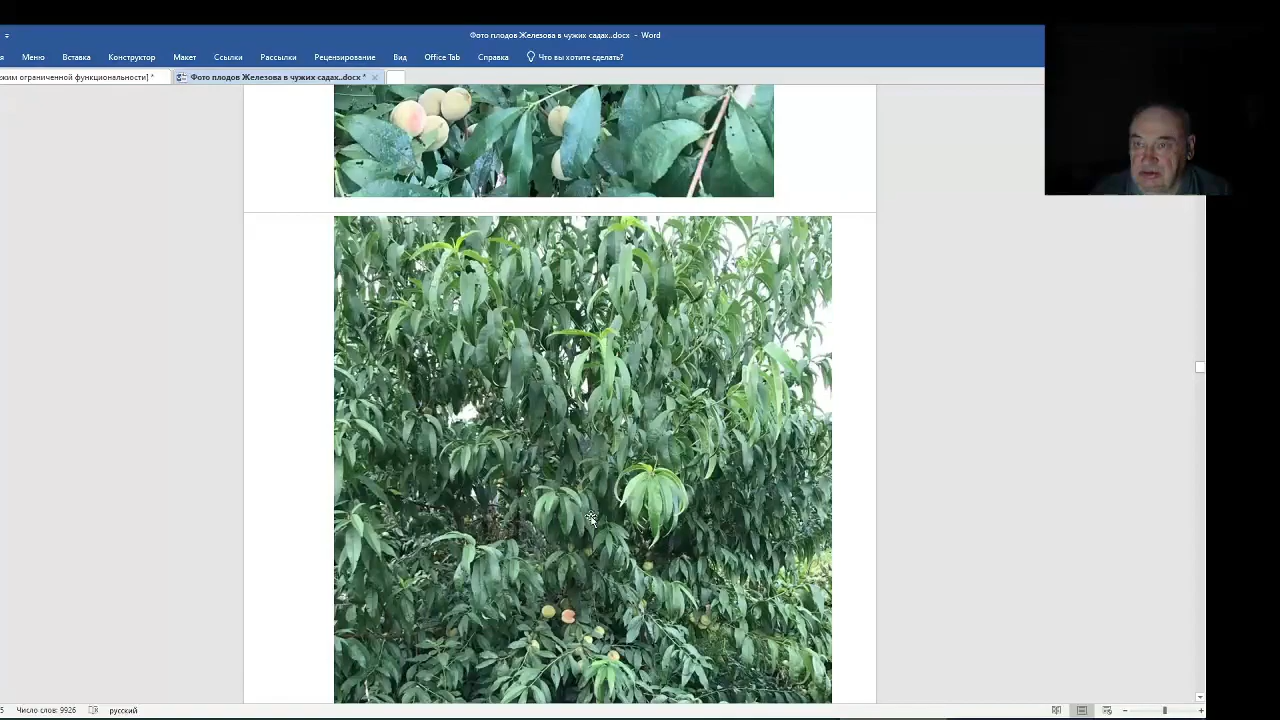 Фото плодов Железова в чужих садах..docx - Word
Меню Вставка Конструктор Макет Ссылки Рассылки Рецензирование Вид Office Tab Справка Что вы хотите сделать?
ограниченной функциональности] * Фото плодов Железова в чужих садах..docx *
5 Число слов: 9926 русский